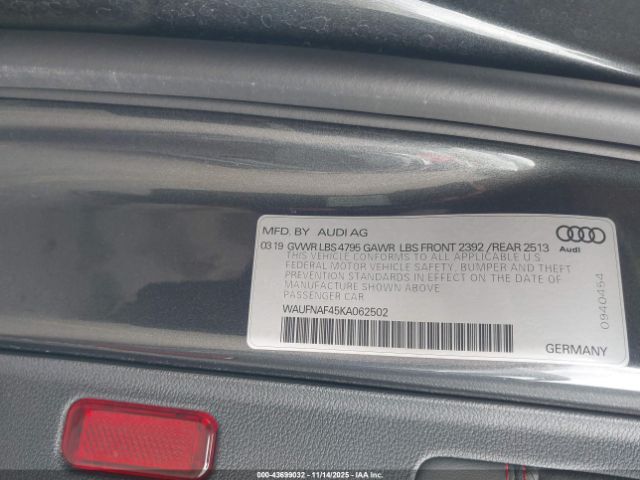 MFD. BY AUDI AG
03 19 GVWR LBS 4795 GAWR LBS FRONT 2392 /REAR 2513
THIS VEHICLE CONFORMS TO ALL APPLICABLE U.S.
FEDERAL MOTOR VEHICLE SAFETY, BUMPER AND THEFT
PREVENTION STANDARDS IN EFFECT ON THE DATE OF
MANUFACTURE SHOWN ABOVE
PASSENGER CAR
WAUFNAF45KA062502
Audi
0940454
GERMANY
00-43699032 - 11/14/2025 - IAA Inc.